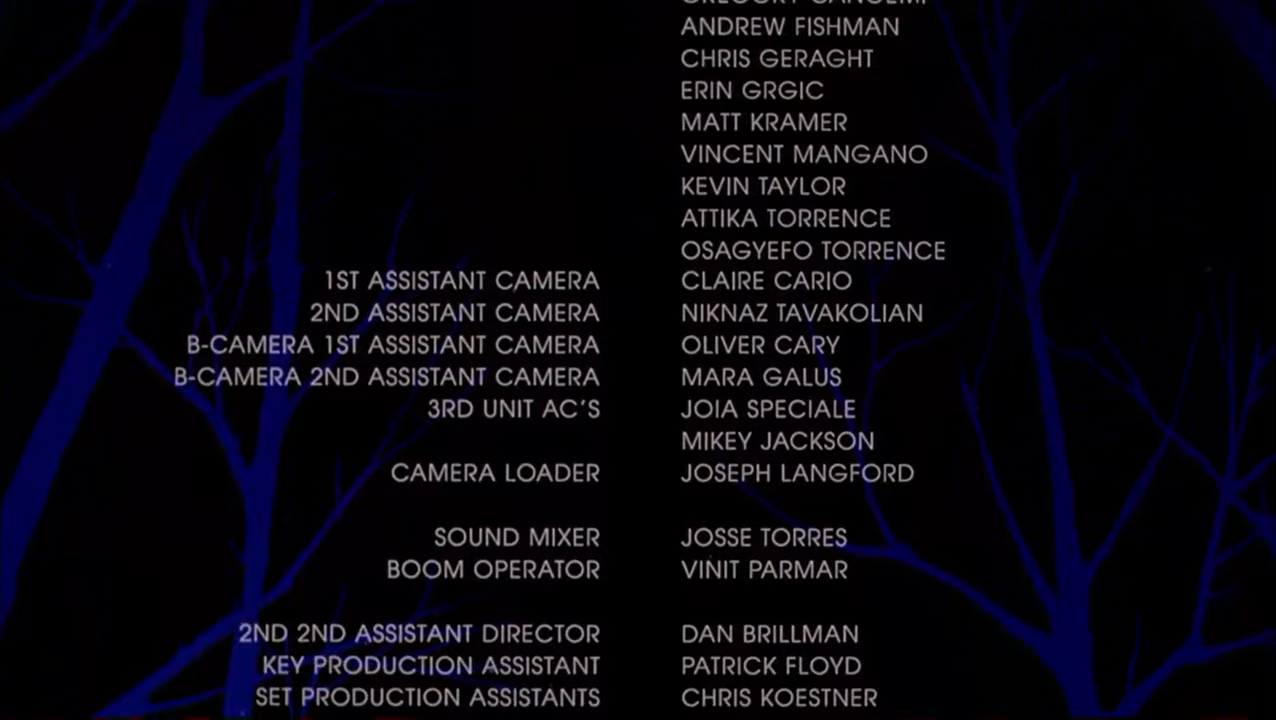 ANDREW FISHMAN
CHRIS GERAGHT
ERIN GRGIC
MATT KRAMER
VINCENT MANGANO
KEVIN TAYLOR
ATTIKA TORRENCE
OSAGYEFO TORRENCE
1ST ASSISTANT CAMERA CLAIRE CARIO
2ND ASSISTANT CAMERA NIKNAZ TAVAKOLIAN
B-CAMERA 1ST ASSISTANT CAMERA OLIVER CARY
B-CAMERA 2ND ASSISTANT CAMERA MARA GALUS
3RD UNIT AC'S JOIA SPECIALE
MIKEY JACKSON
CAMERA LOADER JOSEPH LANGFORD
SOUND MIXER JOSSE TORRES
BOOM OPERATOR VINIT PARMAR
2ND 2ND ASSISTANT DIRECTOR DAN BRILLMAN
KEY PRODUCTION ASSISTANT PATRICK FLOYD
SET PRODUCTION ASSISTANTS CHRIS KOESTNER